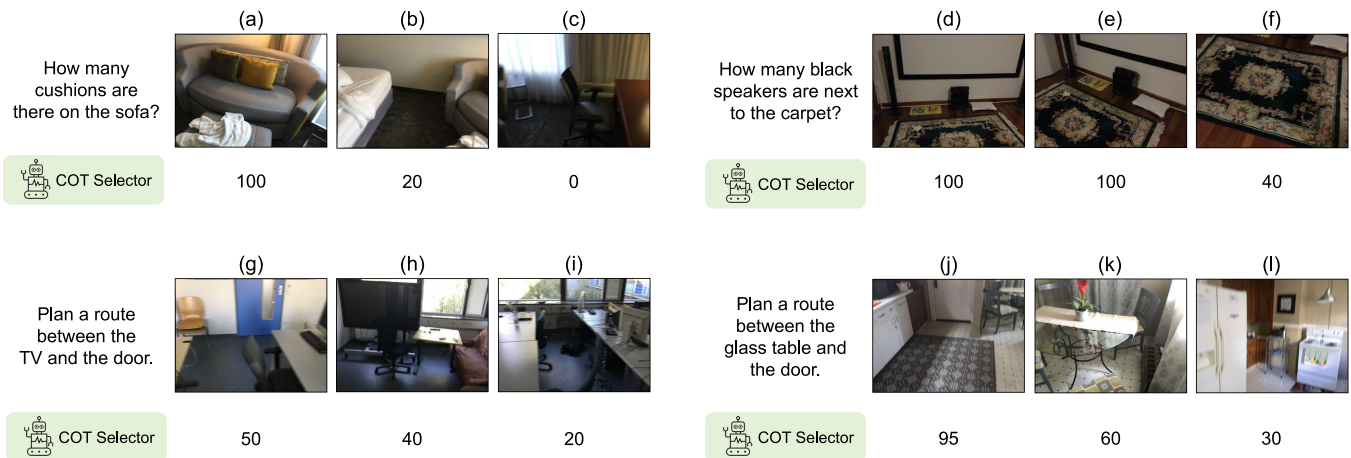 (a) (b) (c)
How many
cushions are
there on the sofa?
COT Selector
100 20 0
(d) (e) (f)
How many black
speakers are next
to the carpet?
COT Selector
100 100 40
(g) (h) (i)
Plan a route
between the
TV and the door.
COT Selector
50 40 20
(j) (k) (l)
Plan a route
between the
glass table and
the door.
COT Selector
95 60 30